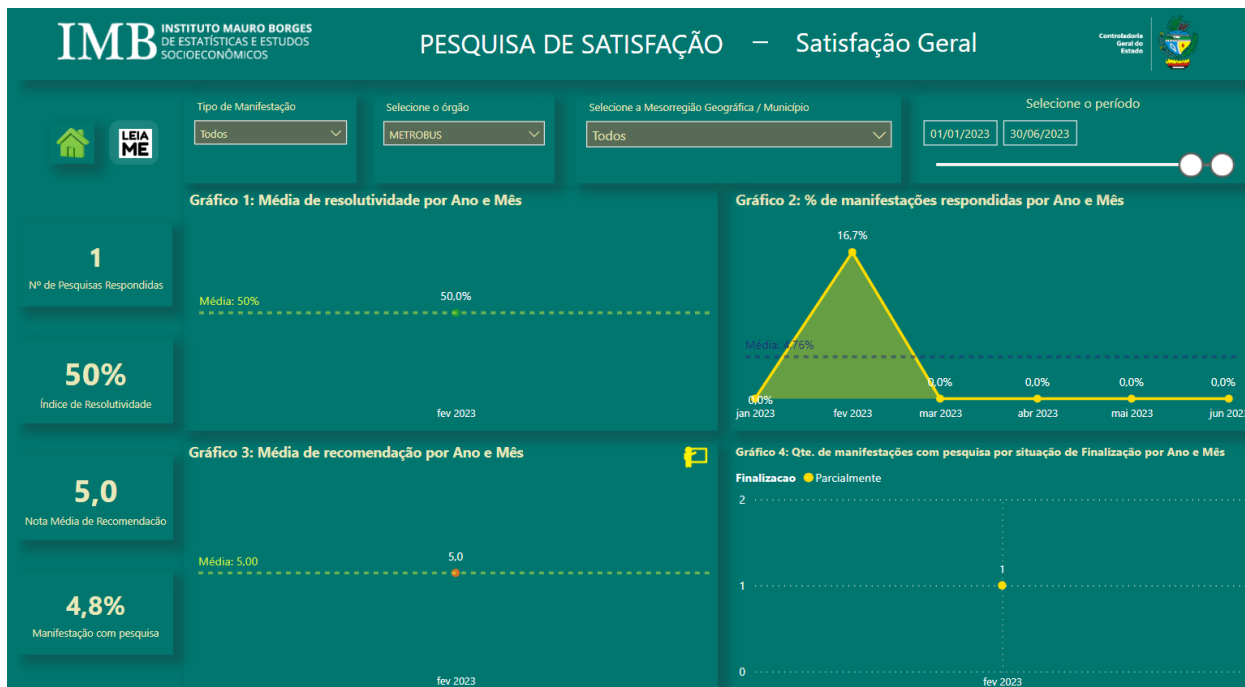 IMB
INSTITUTO MAURO BORGES
DE ESTATÍSTICAS E ESTUDOS
SOCIOECONÔMICOS
PESQUISA DE SATISFAÇÃO – Satisfação Geral
Controladoria
Geral do
Estado
LEIA
ME
Tipo de Manifestação
Todos
Selecione o órgão
METROBUS
Selecione a Mesorregião Geográfica / Município
Todos
Selecione o período
01/01/2023 30/06/2023
1
Nº de Pesquisas Respondidas
50%
Índice de Resolutividade
5,0
Nota Média de Recomendacão
4,8%
Manifestação com pesquisa
Gráfico 1: Média de resolutividade por Ano e Mês
Média: 50%
50,0%
fev 2023
Gráfico 2: % de manifestações respondidas por Ano e Mês
16,7%
Média: 4,76%
0,0% 0,0% 0,0% 0,0% 0,0%
jan 2023 fev 2023 mar 2023 abr 2023 mai 2023 jun 202
Gráfico 3: Média de recomendação por Ano e Mês
Média: 5,00
5,0
fev 2023
Gráfico 4: Qte. de manifestações com pesquisa por situação de Finalização por Ano e Mês
Finalizacao Parcialmente
2
1
1
0
fev 2023